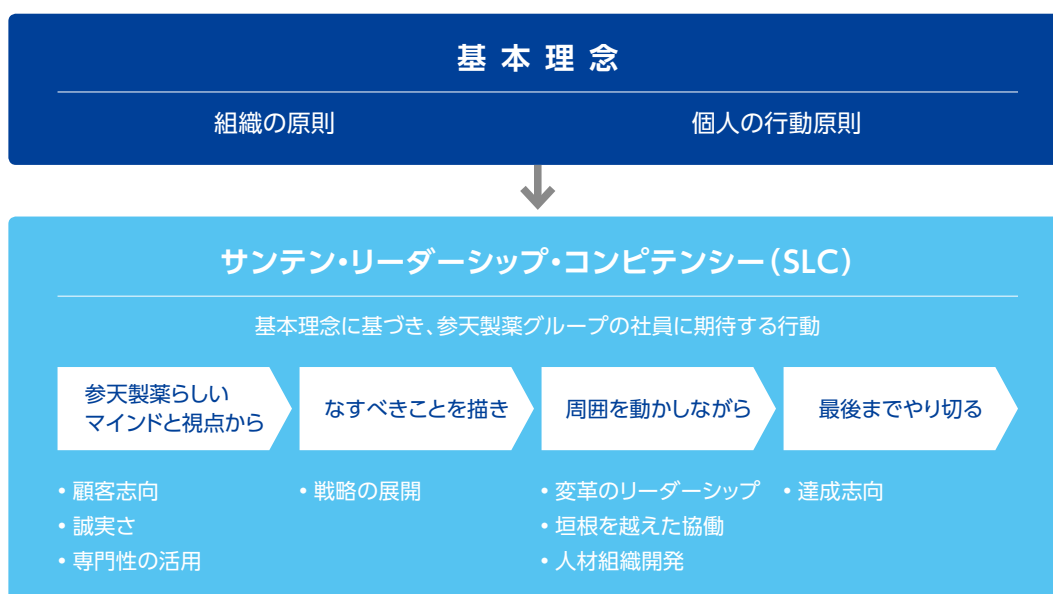 基本理念
組織の原則
個人の行動原則
サンテン・リーダーシップ・コンピテンシー(SLC)
基本理念に基づき、参天製薬グループの社員に期待する行動
参天製薬らしい
マインドと視点から
なすべきことを描き
周囲を動かしながら
最後までやり切る
• 顧客志向
• 誠実さ
• 専門性の活用
• 戦略の展開
• 変革のリーダーシップ
• 垣根を越えた協働
• 人材組織開発
• 達成志向